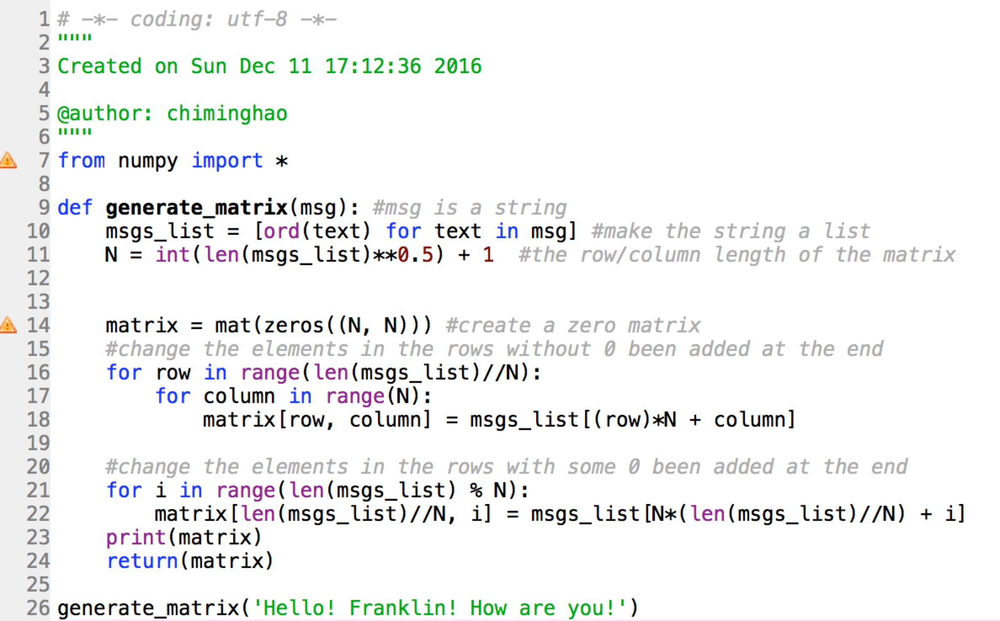 1 # -*- coding: utf-8 -*-
2 """
3 Created on Sun Dec 11 17:12:36 2016
4
5 @author: chiminghao
6 """
7 from numpy import *
8
9 def generate_matrix(msg): #msg is a string
10     msgs_list = [ord(text) for text in msg] #make the string a list
11     N = int(len(msgs_list)**0.5) + 1  #the row/column length of the matrix
12
13
14     matrix = mat(zeros((N, N))) #create a zero matrix
15     #change the elements in the rows without 0 been added at the end
16     for row in range(len(msgs_list)//N):
17         for column in range(N):
18             matrix[row, column] = msgs_list[(row)*N + column]
19
20     #change the elements in the rows with some 0 been added at the end
21     for i in range(len(msgs_list) % N):
22         matrix[len(msgs_list)//N, i] = msgs_list[N*(len(msgs_list)//N) + i]
23     print(matrix)
24     return(matrix)
25
26 generate_matrix('Hello! Franklin! How are you!')